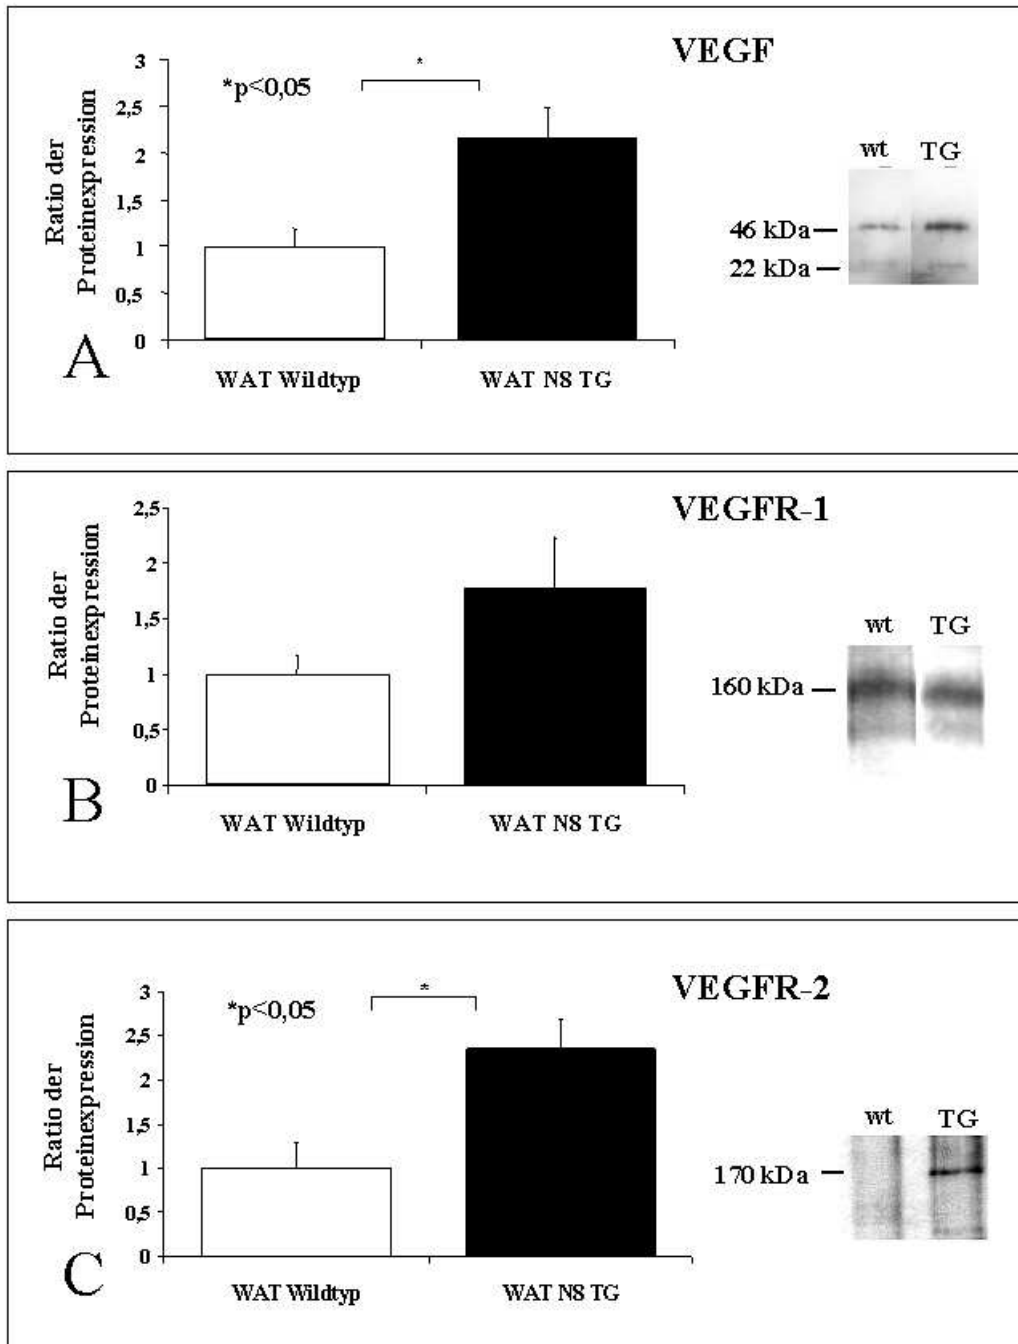 VEGF
3
*p<0,05
*
2,5
2
1,5
1
0,5
0
Ratio der
Proteinexpression
WAT Wildtyp
WAT N8 TG
wt
TG
46 kDa
22 kDa
A
VEGFR-1
2,5
2
1,5
1
0,5
0
Ratio der
Proteinexpression
WAT Wildtyp
WAT N8 TG
wt
TG
160 kDa
B
VEGFR-2
3
*p<0,05
*
2,5
2
1,5
1
0,5
0
Ratio der
Proteinexpression
WAT Wildtyp
WAT N8 TG
wt
TG
170 kDa
C